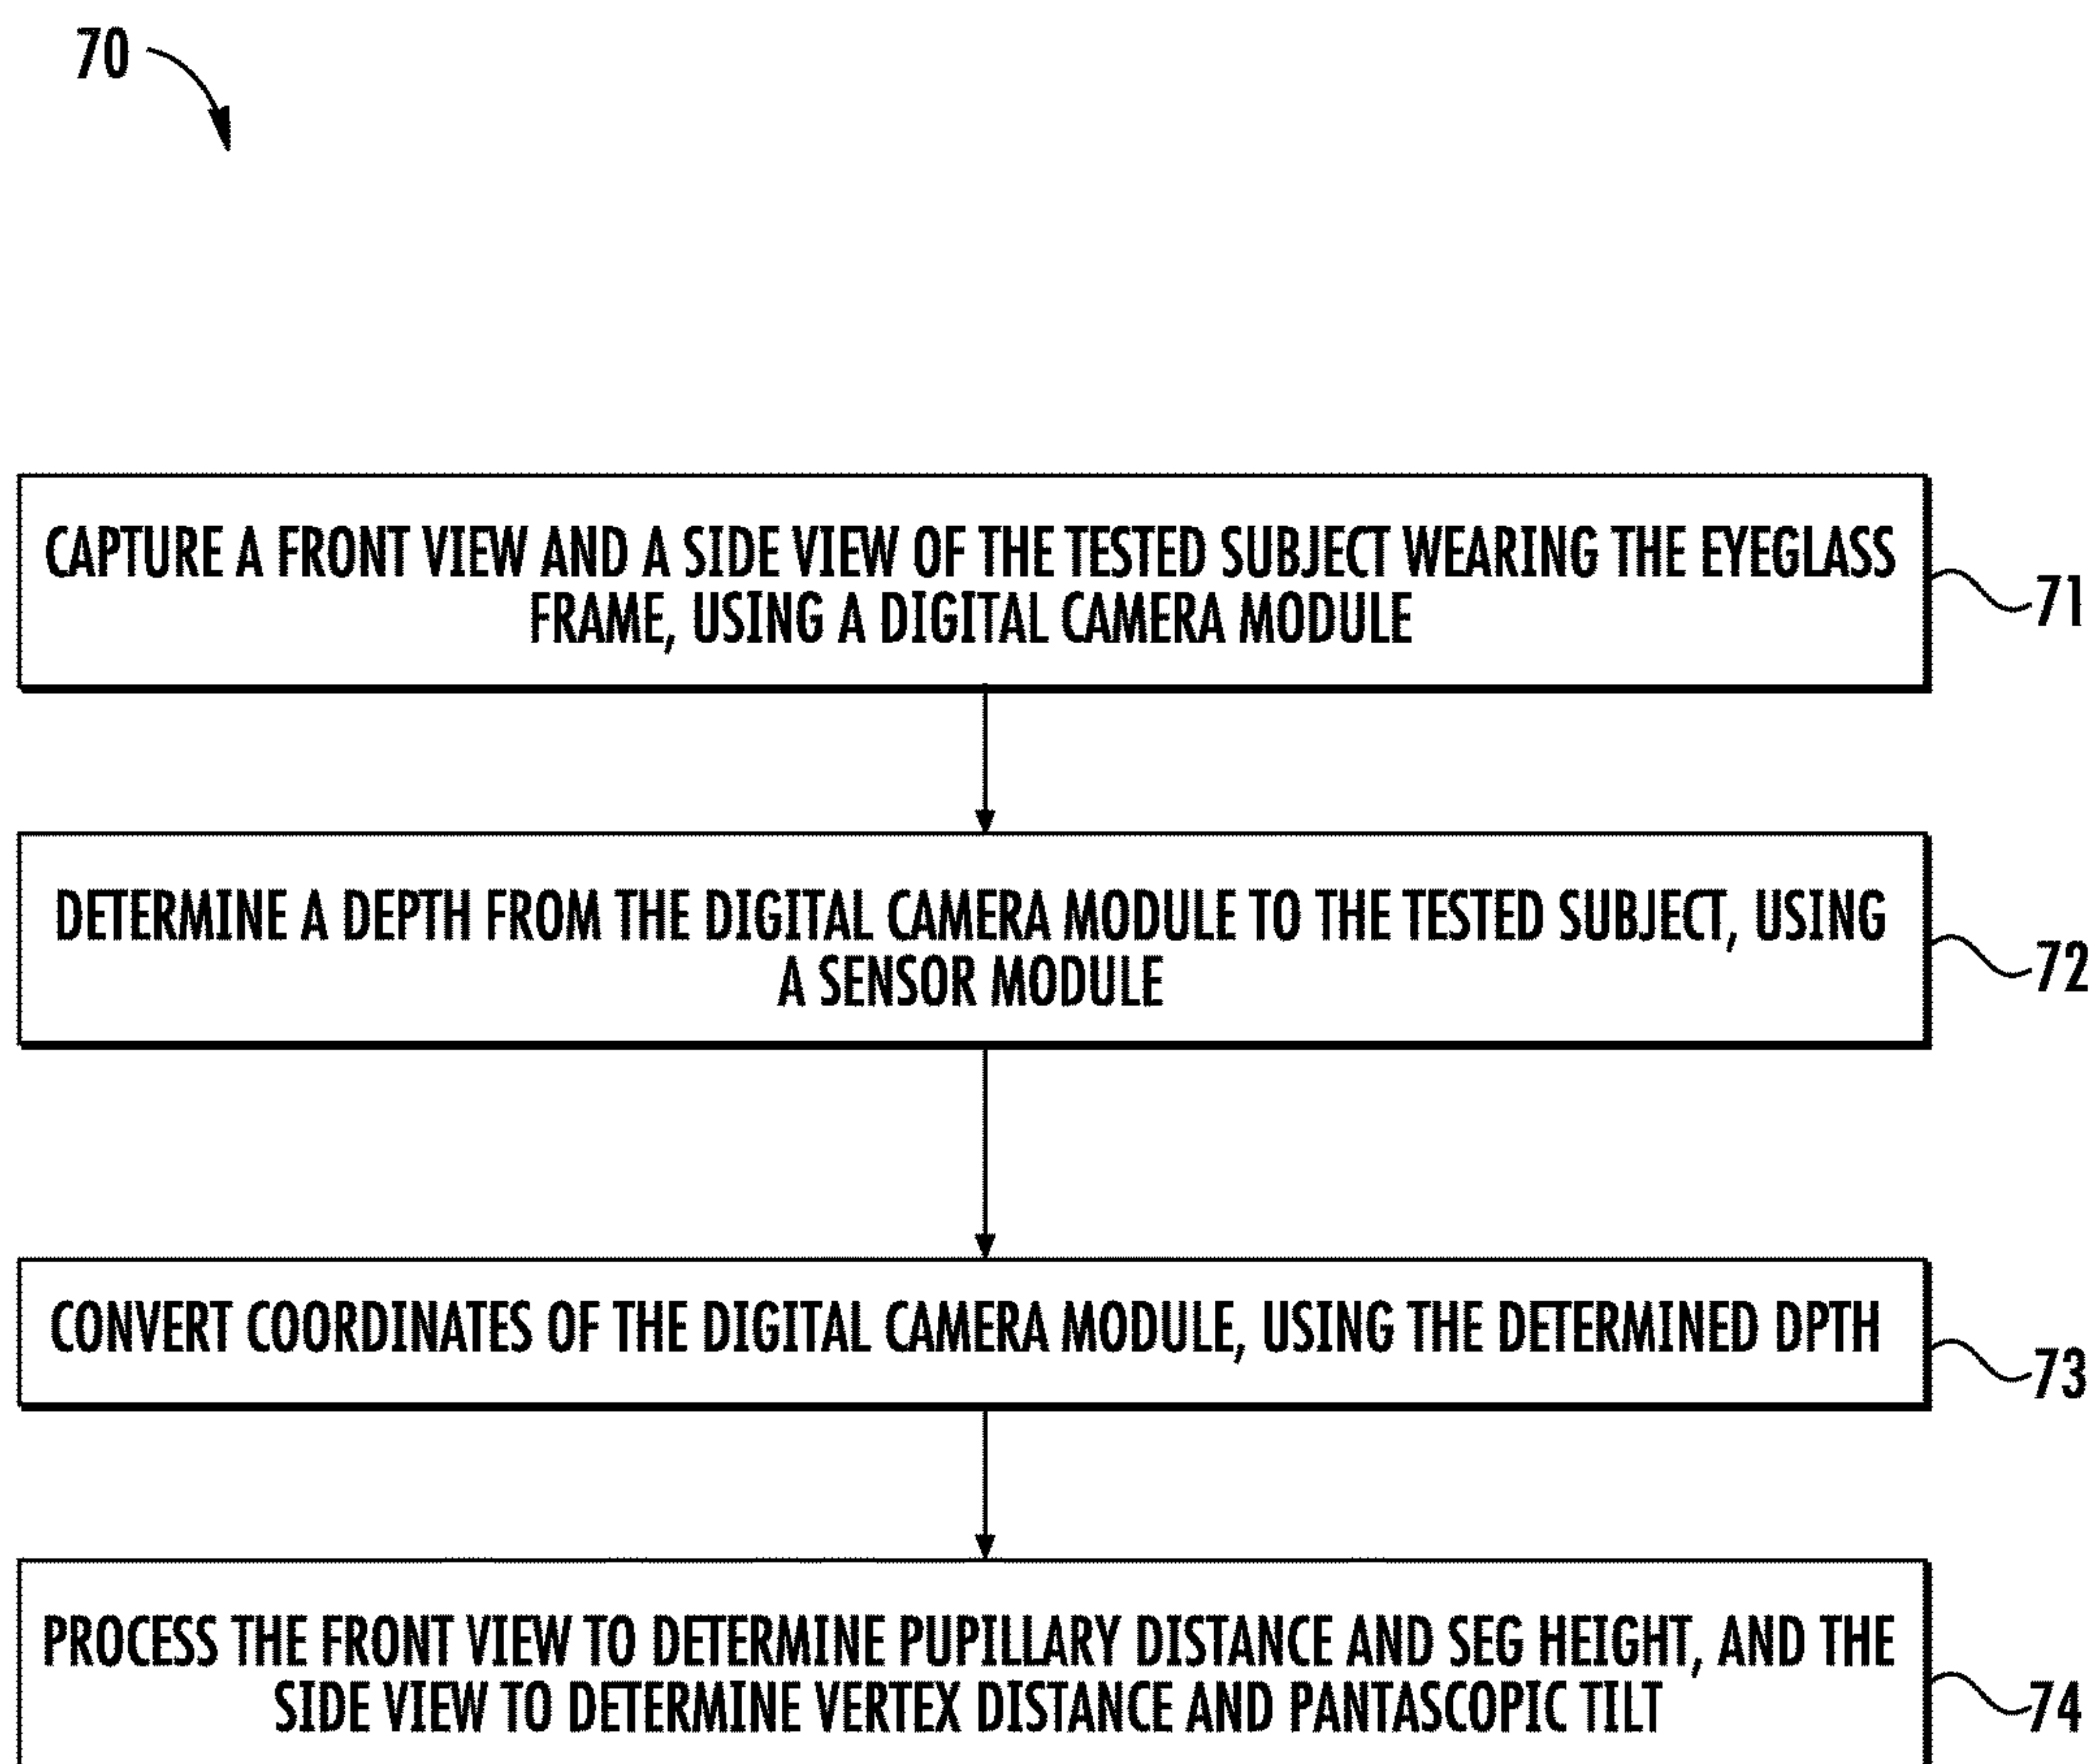 70
CAPTURE A FRONT VIEW AND A SIDE VIEW OF THE TESTED SUBJECT WEARING THE EYEGLASS
FRAME, USING A DIGITAL CAMERA MODULE
71
DETERMINE A DEPTH FROM THE DIGITAL CAMERA MODULE TO THE TESTED SUBJECT, USING
A SENSOR MODULE
72
CONVERT COORDINATES OF THE DIGITAL CAMERA MODULE, USING THE DETERMINED DPTH
73
PROCESS THE FRONT VIEW TO DETERMINE PUPILLARY DISTANCE AND SEG HEIGHT, AND THE
SIDE VIEW TO DETERMINE VERTEX DISTANCE AND PANTASCOPIC TILT
74